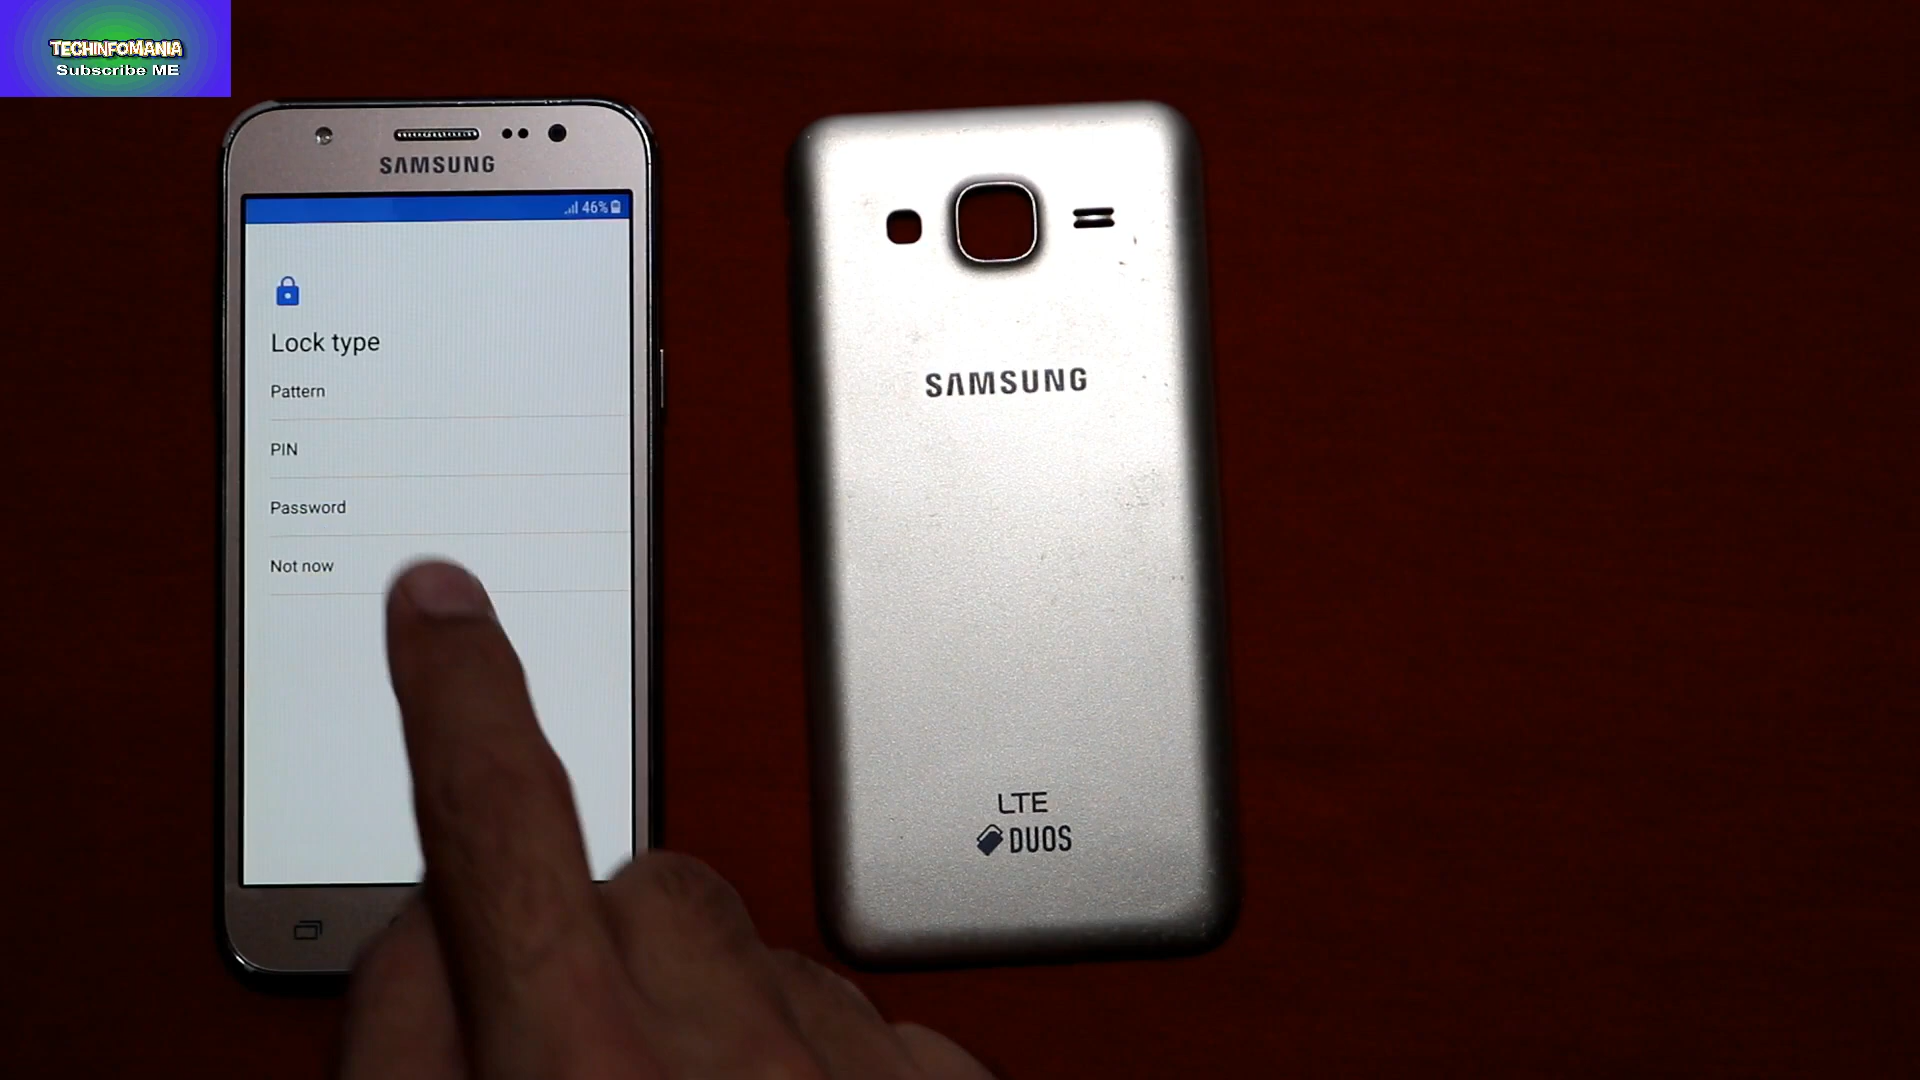 TECHINFOMANIA
Subscribe ME
SAMSUNG
46%
Lock type
Pattern
PIN
Password
Not now
SAMSUNG
LTE
DUOS